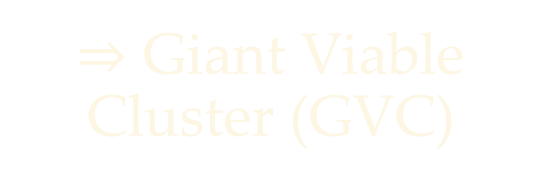 ⇒ Giant Viable
Cluster (GVC)